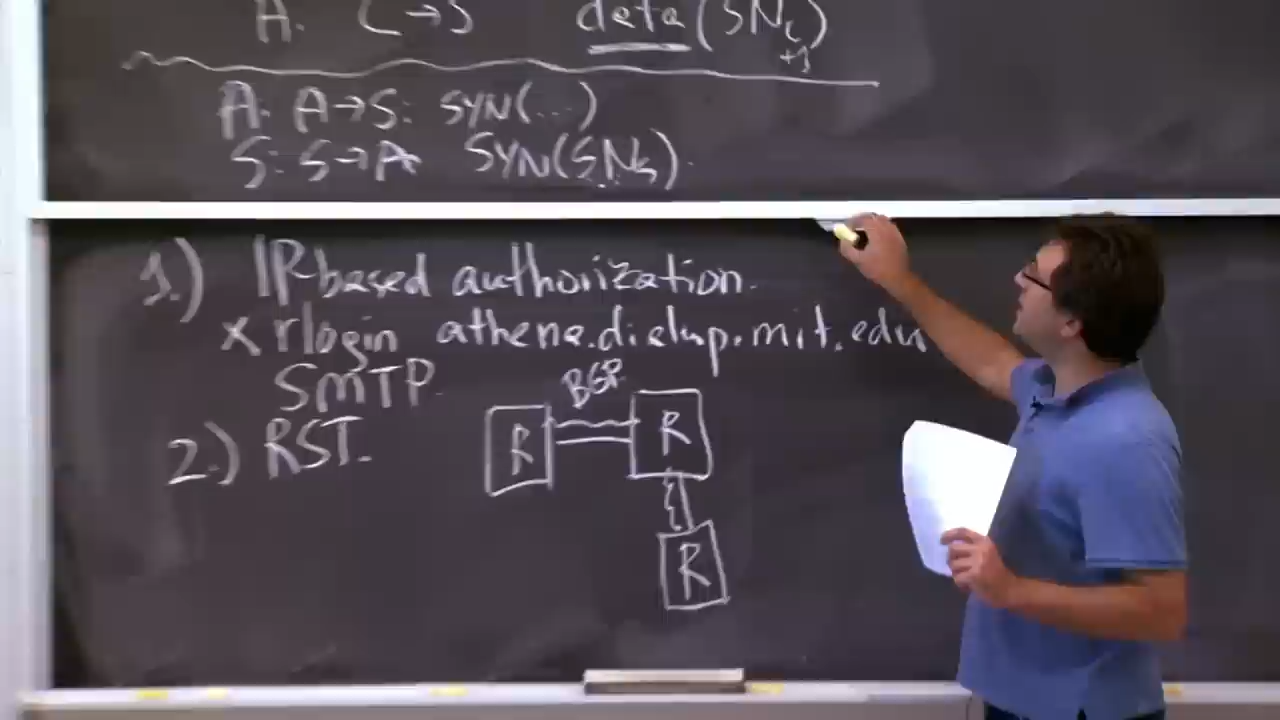 A: C→S data(SNc+1)
A: A→S: SYN(...)
S: S→A SYN(SNs).
1.) IP based authorization.
x rlogin athena.dialup.mit.edu
SMTP
BGP
2.) RST.
R
R
R